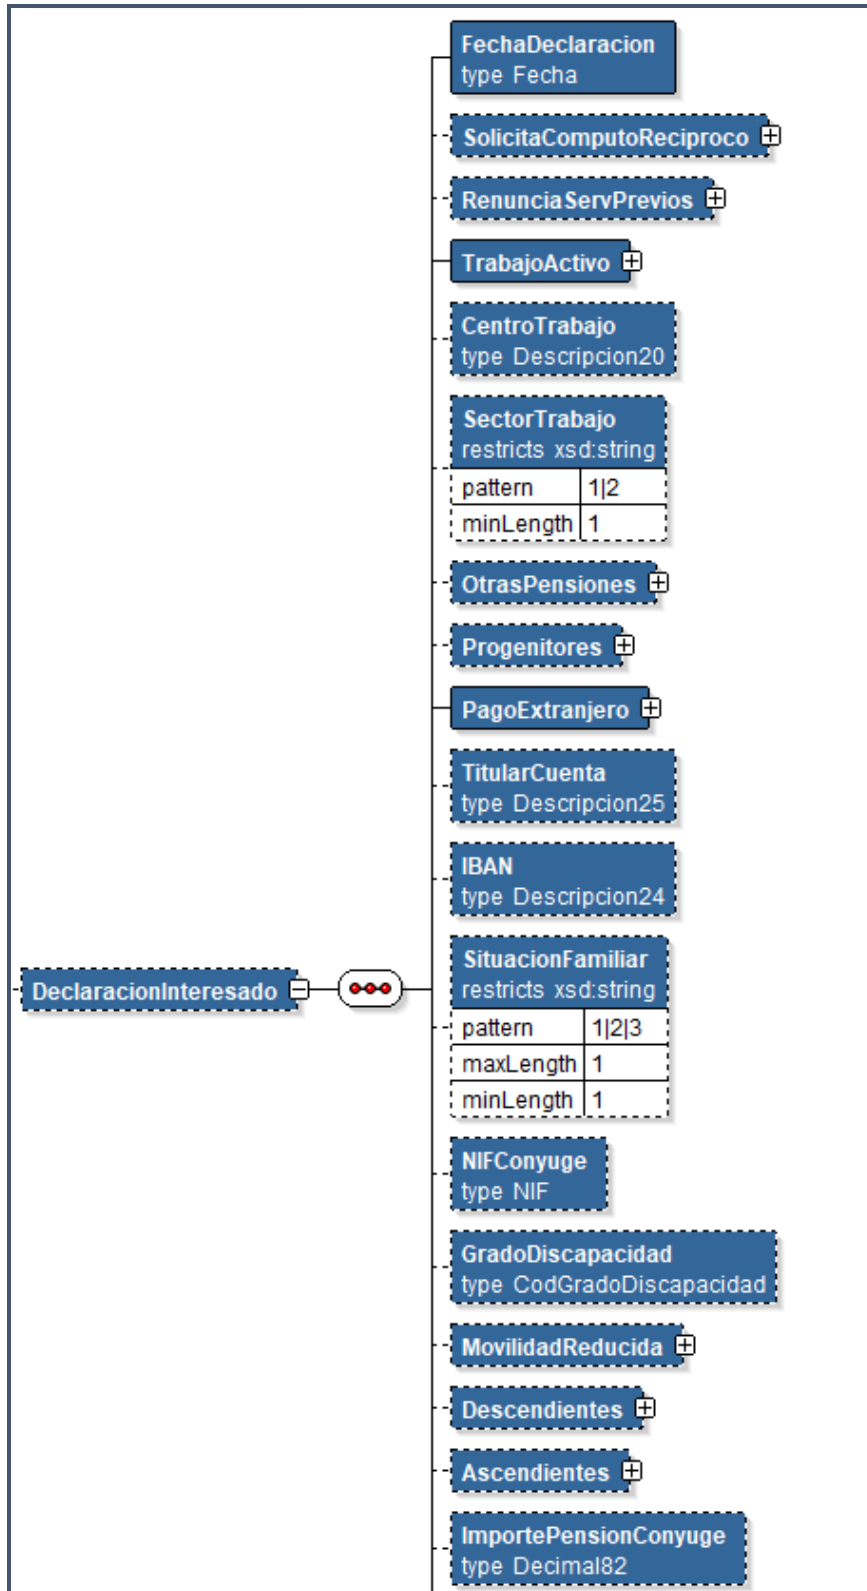 FechaDeclaracion
type Fecha
SolicitaComputoReciproco
RenunciaServPrevios
TrabajoActivo
CentroTrabajo
type Descripcion20
SectorTrabajo
restricts xsd:string
pattern 1|2
minLength 1
OtrasPensiones
Progenitores
PagoExtranjero
TitularCuenta
type Descripcion25
IBAN
type Descripcion24
DeclaracionInteresado
SituacionFamiliar
restricts xsd:string
pattern 1|2|3
maxLength 1
minLength 1
NIFConyuge
type NIF
GradoDiscapacidad
type CodGradoDiscapacidad
MovilidadReducida
Descendientes
Ascendientes
ImportePensionConyuge
type Decimal82